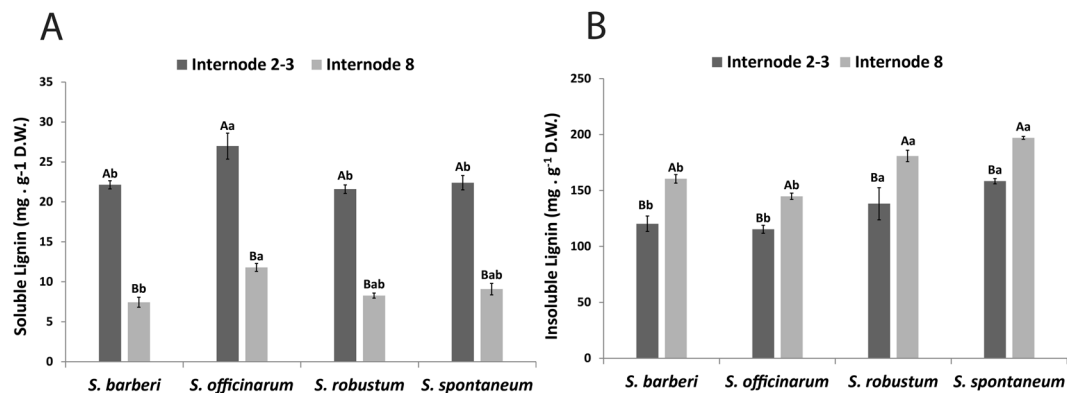 A
Internode 2-3 Internode 8
Soluble Lignin (mg . g-1 D.W.)
35
30
25
20
15
10
5
0
Ab Bb Aa Ba Ab Bab Ab Bab
S. barberi S. officinarum S. robustum S. spontaneum
B
Internode 2-3 Internode 8
Insoluble Lignin (mg . g⁻¹ D.W.)
250
200
150
100
50
0
Bb Ab Bb Ab Ba Aa Ba Aa
S. barberi S. officinarum S. robustum S. spontaneum